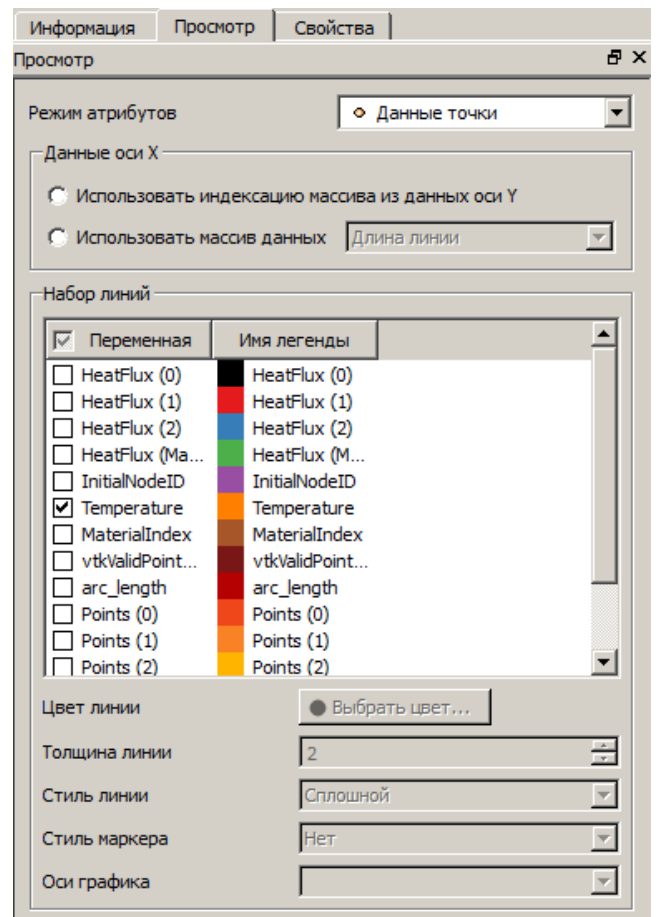 Информация Просмотр Свойства
Просмотр
Режим атрибутов Данные точки
Данные оси X
Использовать индексацию массива из данных оси Y
Использовать массив данных Длина линии
Набор линий
Переменная Имя легенды
HeatFlux (0) HeatFlux (0)
HeatFlux (1) HeatFlux (1)
HeatFlux (2) HeatFlux (2)
HeatFlux (Ma... HeatFlux (M...
InitialNodeID InitialNodeID
Temperature Temperature
MaterialIndex MaterialIndex
vtkValidPoint... vtkValidPoint...
arc_length arc_length
Points (0) Points (0)
Points (1) Points (1)
Points (2) Points (2)
Цвет линии Выбрать цвет...
Толщина линии 2
Стиль линии Сплошной
Стиль маркера Нет
Оси графика